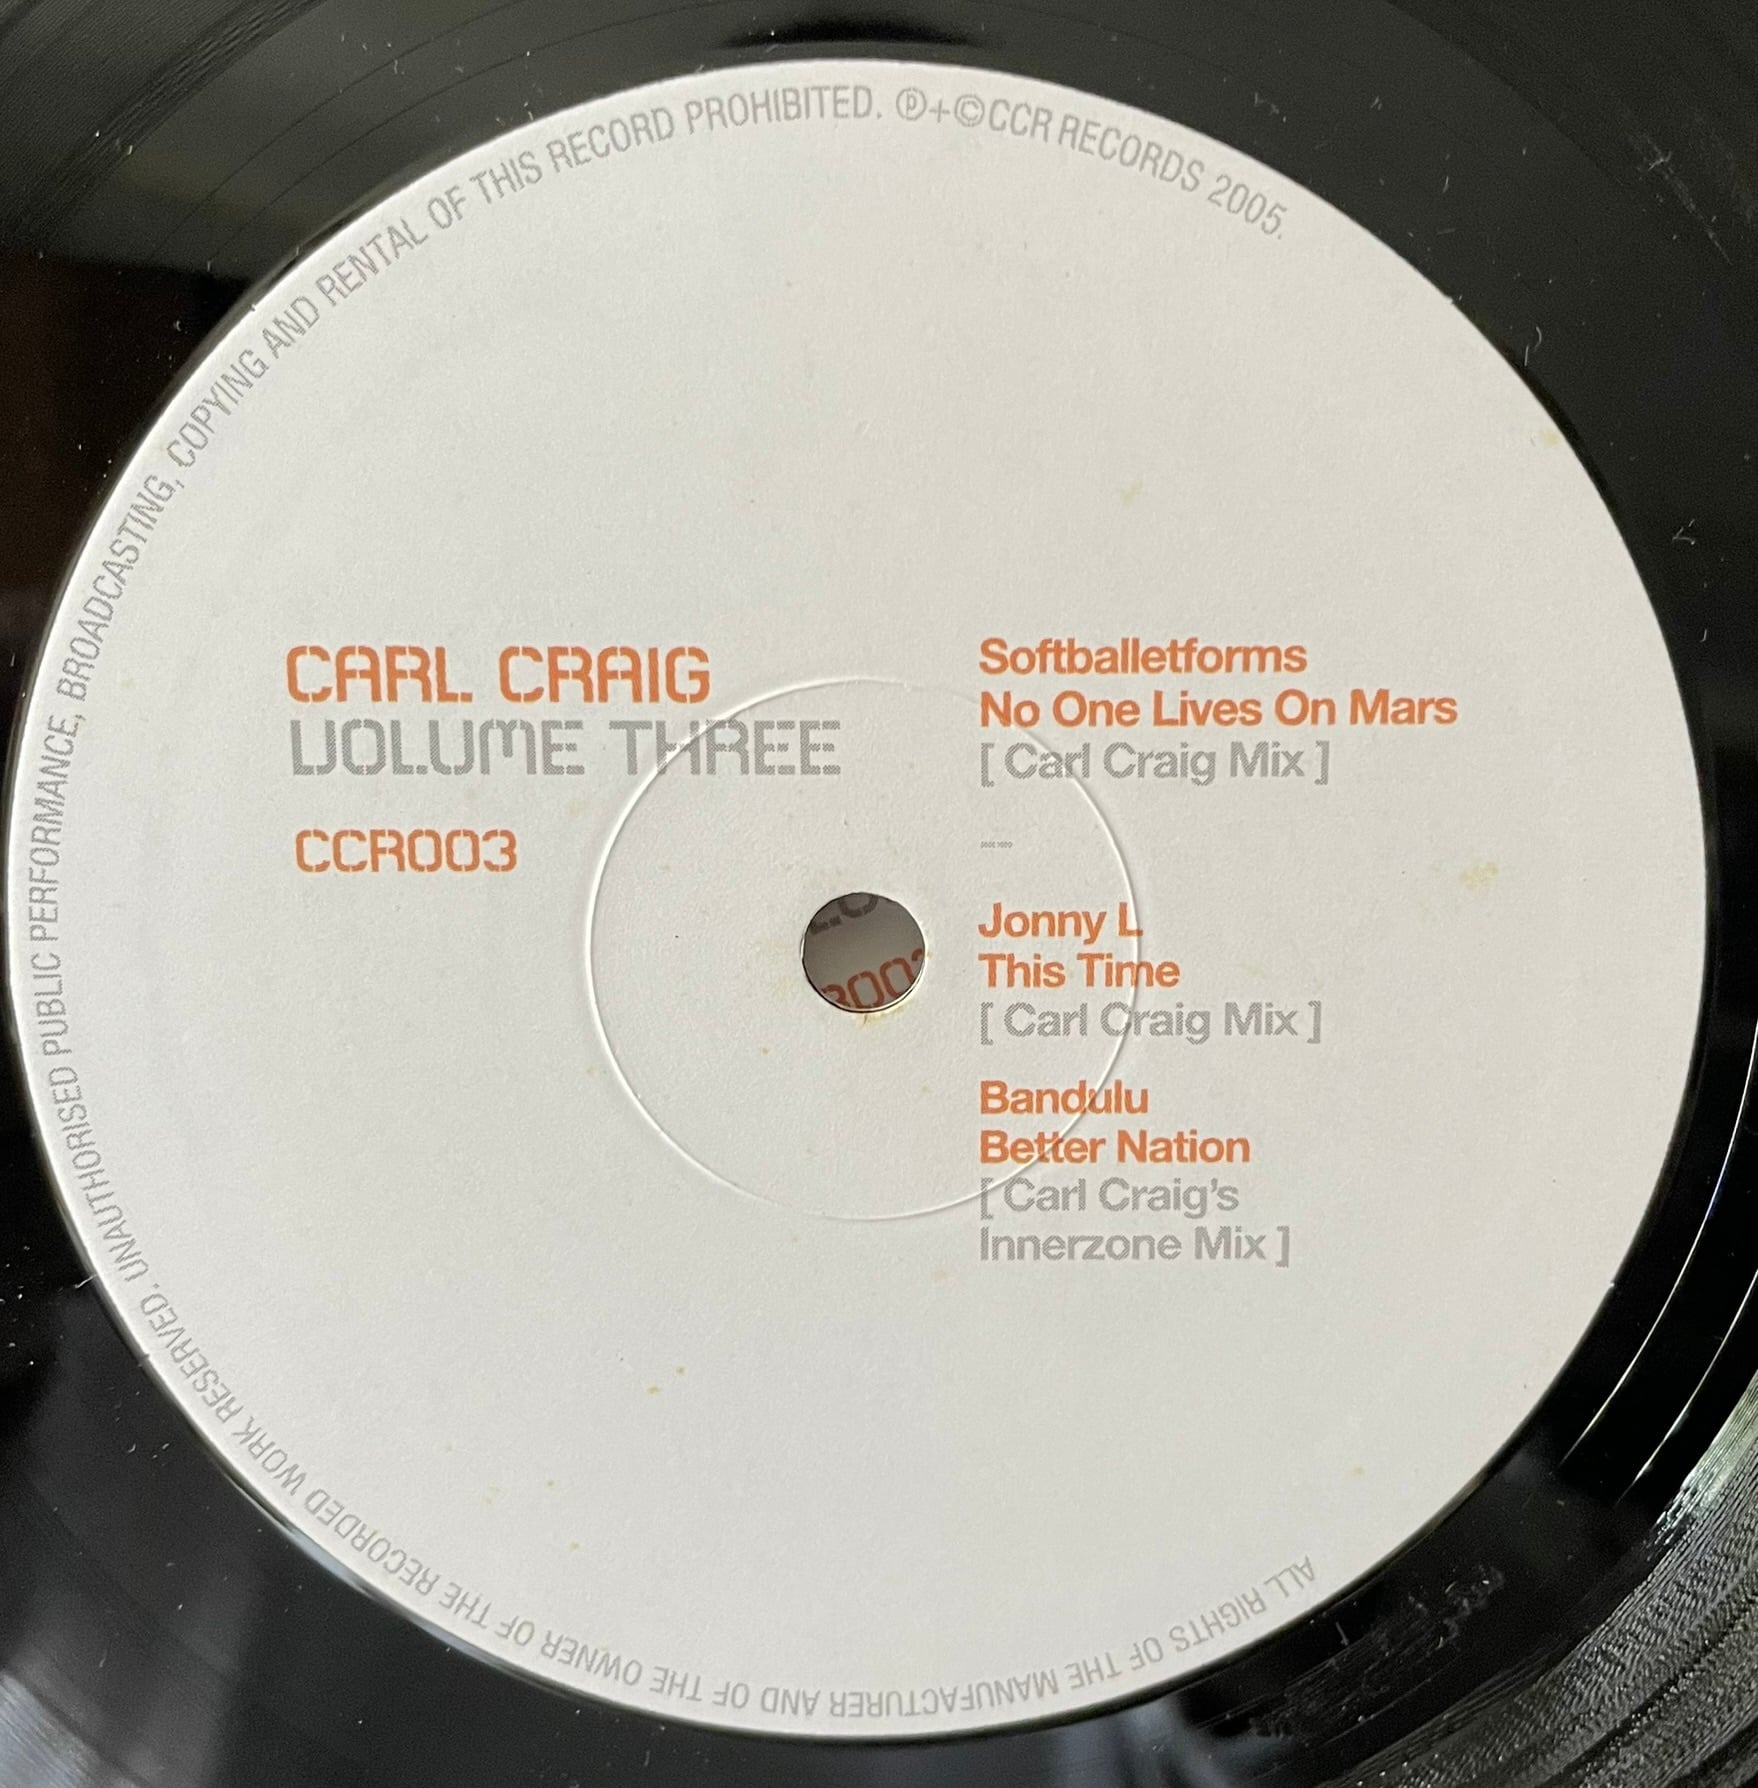 ALL RIGHTS OF THE MANUFACTURER AND OF THE OWNER OF THE RECORDED WORK RESERVED. UNAUTHORISED PUBLIC PERFORMANCE, BROADCASTING, COPYING AND RENTAL OF THIS RECORD PROHIBITED. ℗+©CCR RECORDS 2005.
CARL CRAIG
VOLUME THREE
CCR003
Softballetforms
No One Lives On Mars
[ Carl Craig Mix ]
Jonny L
This Time
[ Carl Craig Mix ]
Bandulu
Better Nation
[ Carl Craig's
Innerzone Mix ]